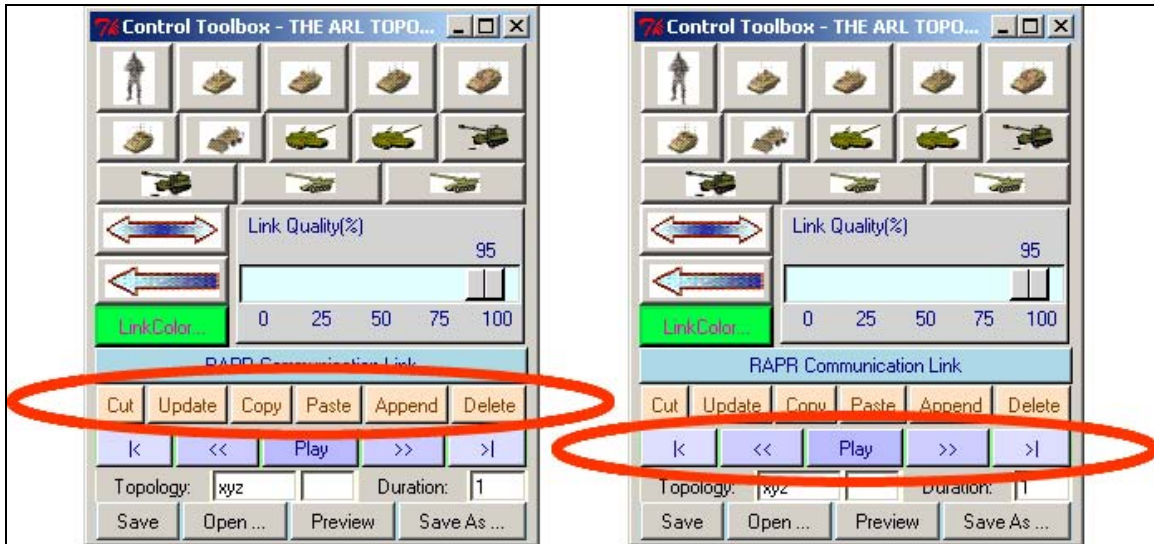 Control Toolbox - THE ARL TOPO...
Link Quality(%)
95
0 25 50 75 100
LinkColor...
RAPR Communication Link
Cut Update Copy Paste Append Delete
|< << Play >> >|
Topology: xyz Duration: 1
Save Open ... Preview Save As ...
Control Toolbox - THE ARL TOPO...
Link Quality(%)
95
0 25 50 75 100
LinkColor...
RAPR Communication Link
Cut Update Copy Paste Append Delete
|< << Play >> >|
Topology: xyz Duration: 1
Save Open ... Preview Save As ...